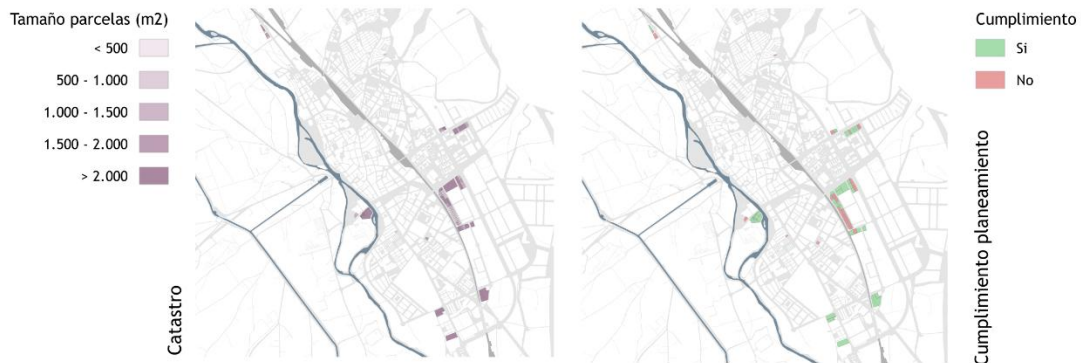 Tamaño parcelas (m2)
< 500
500 - 1.000
1.000 - 1.500
1.500 - 2.000
> 2.000
Catastro
Cumplimiento
Si
No
Cumplimiento planeamiento